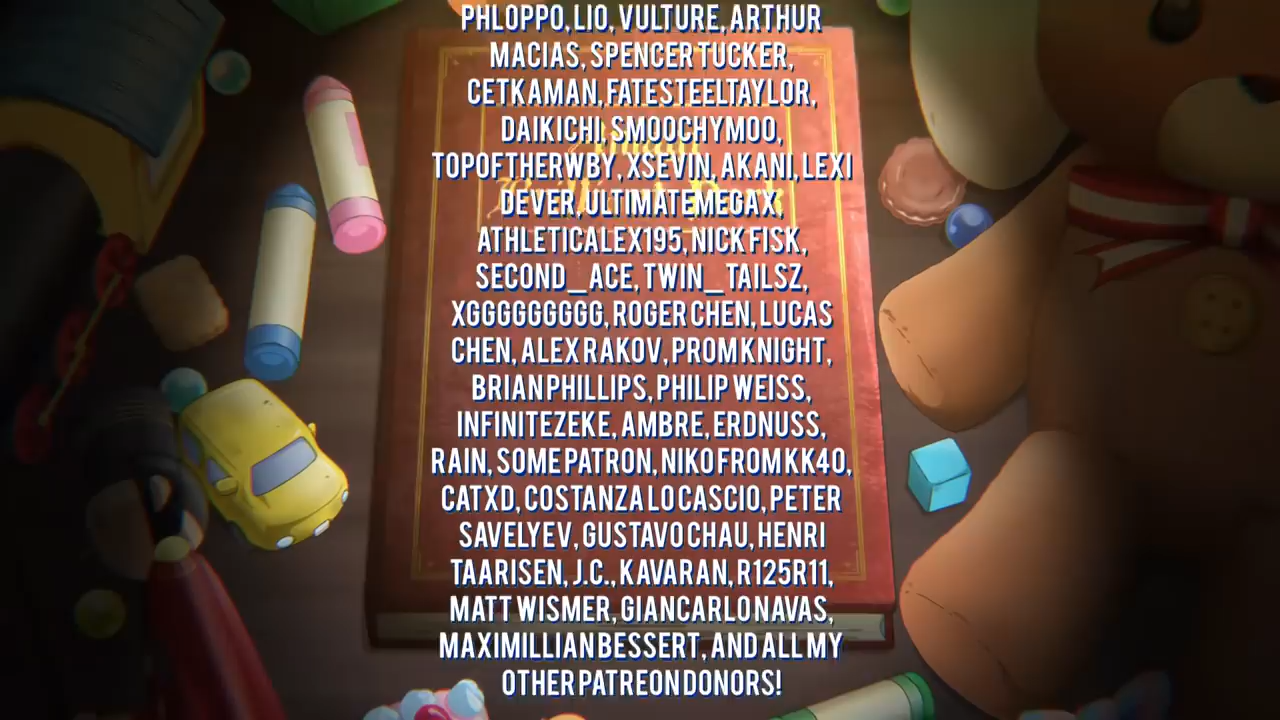 PHLOPPO, LIO, VULTURE, ARTHUR
MACIAS, SPENCER TUCKER,
CETKAMAN, FATESTEELTAYLOR,
DAIKICHI, SMOOCHYMOO,
TOPOFTHERWBY, XSEVIN, AKANI, LEXI
DEVER, ULTIMATEMEGAX,
ATHLETICALEX195, NICK FISK,
SECOND_ACE, TWIN_TAILSZ,
XGGGGGGGGG, ROGER CHEN, LUCAS
CHEN, ALEX RAKOV, PROMKNIGHT,
BRIAN PHILLIPS, PHILIP WEISS,
INFINITEZEKE, AMBRE, ERDNUSS,
RAIN, SOME PATRON, NIKOFROMKK40,
CATXD, COSTANZA LO CASCIO, PETER
SAVELYEV, GUSTAVO CHAU, HENRI
TAARISEN, J.C., KAVARAN, R125R11,
MATT WISMER, GIANCARLO NAVAS,
MAXIMILLIAN BESSERT, AND ALL MY
OTHER PATREON DONORS!